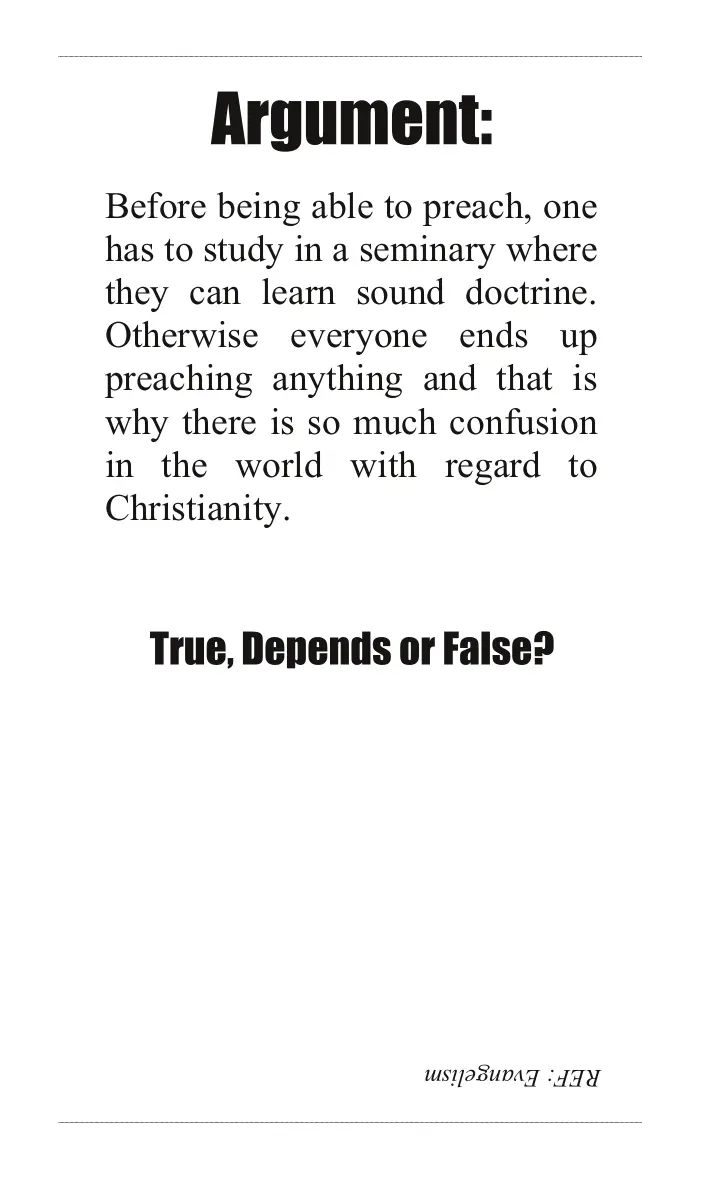 Argument:
Before being able to preach, one
has to study in a seminary where
they can learn sound doctrine.
Otherwise everyone ends up
preaching anything and that is
why there is so much confusion
in the world with regard to
Christianity.
True, Depends or False?
REF: Evangelism